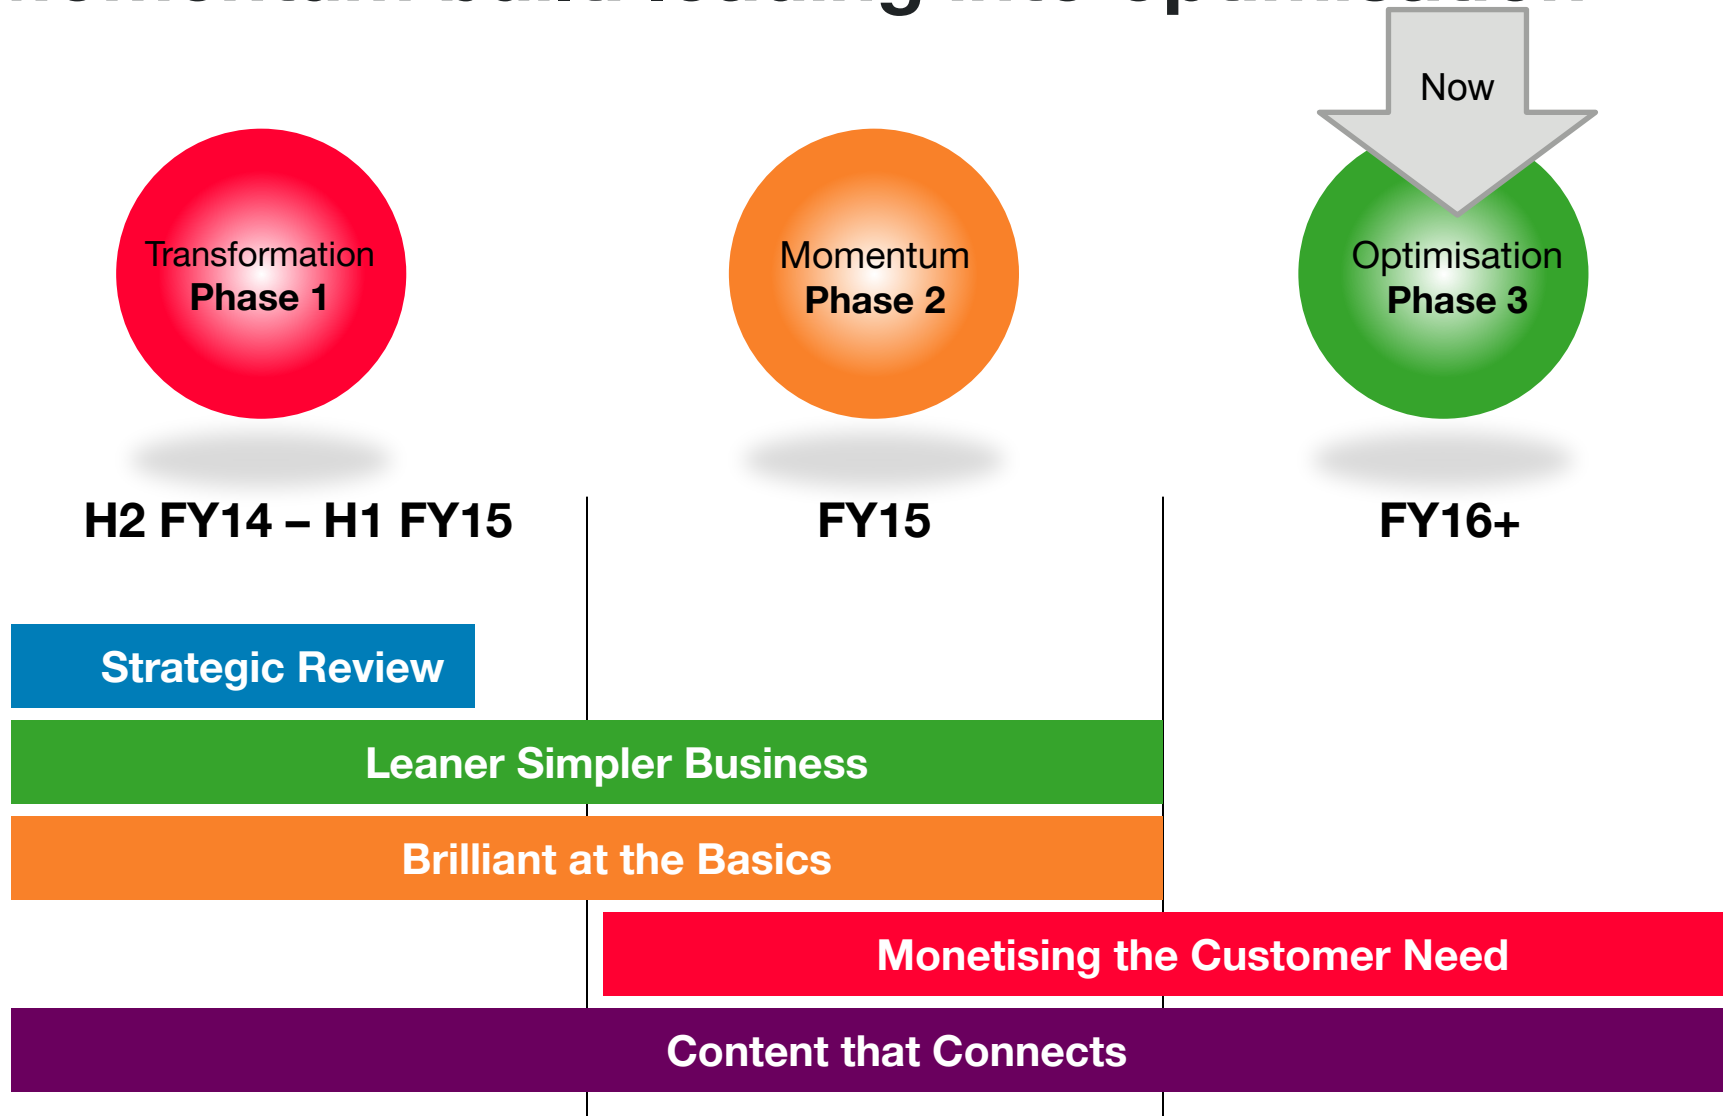 Now
Transformation
Phase 1
Momentum
Phase 2
Optimisation
Phase 3
H2 FY14 – H1 FY15
FY15
FY16+
Strategic Review
Leaner Simpler Business
Brilliant at the Basics
Monetising the Customer Need
Content that Connects